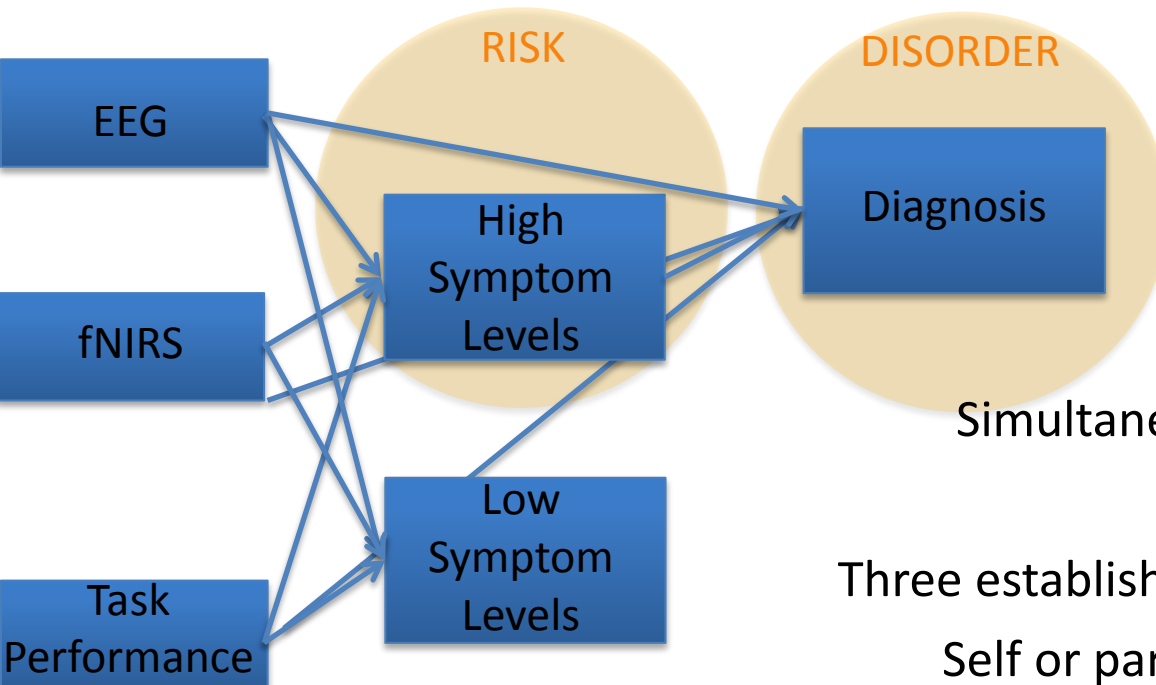 RISK
DISORDER
EEG
Diagnosis
High
Symptom
Levels
fNIRS
Low
Symptom
Levels
Task
Performance